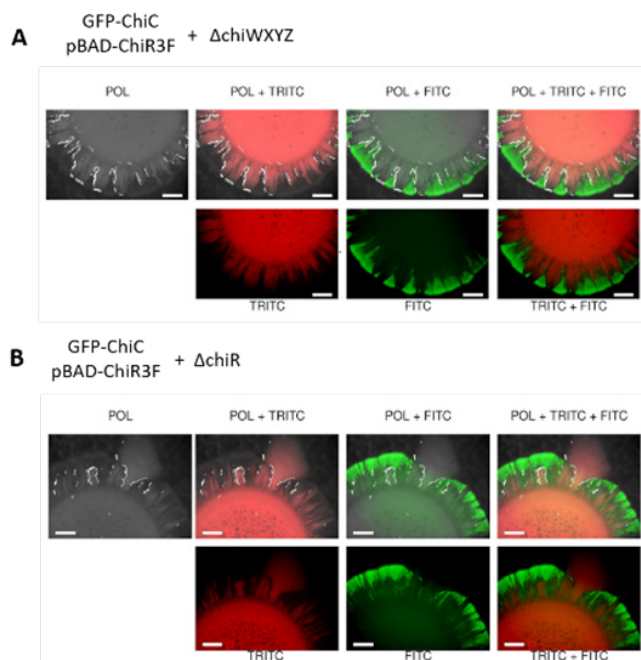 A
GFP-ChiC
pBAD-ChiR3F + ΔchiWXYZ
POL
POL + TRITC
POL + FITC
POL + TRITC + FITC
TRITC
FITC
TRITC + FITC
B
GFP-ChiC
pBAD-ChiR3F + ΔchiR
POL
POL + TRITC
POL + FITC
POL + TRITC + FITC
TRITC
FITC
TRITC + FITC